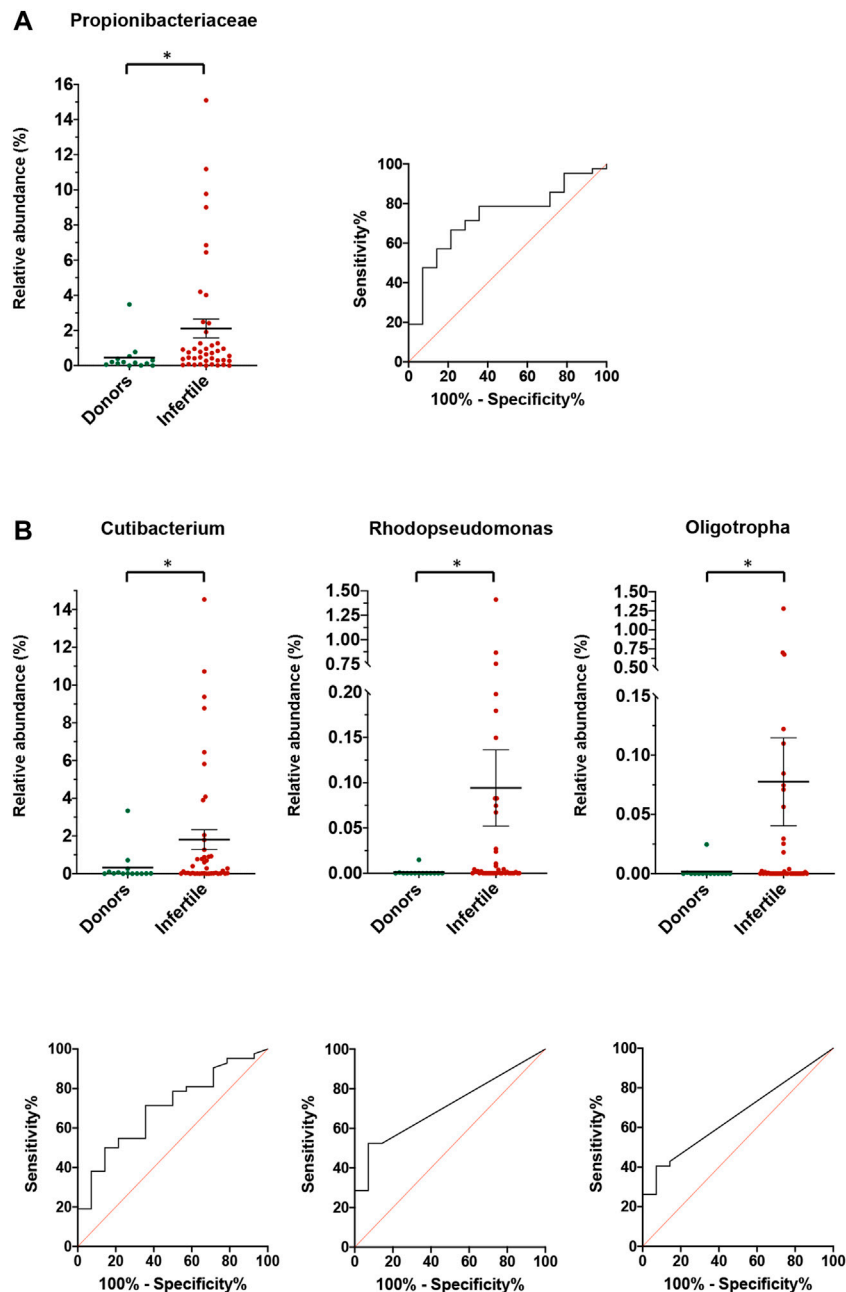 A Propionibacteriaceae
*
Relative abundance (%)
16
14
12
10
8
6
4
2
0
Donors
Infertile
Sensitivity%
100
80
60
40
20
0
0 20 40 60 80 100
100% - Specificity%
B Cutibacterium
*
Relative abundance (%)
14
12
10
8
6
4
2
0
Donors
Infertile
Rhodopseudomonas
*
Relative abundance (%)
1.50
1.00
0.75
0.20
0.15
0.10
0.05
0.00
Donors
Infertile
Oligotropha
*
Relative abundance (%)
1.50
1.25
1.00
0.75
0.50
0.15
0.10
0.05
0.00
Donors
Infertile
Sensitivity%
100
80
60
40
20
0
0 20 40 60 80 100
100% - Specificity%
Sensitivity%
100
80
60
40
20
0
0 20 40 60 80 100
100% - Specificity%
Sensitivity%
100
80
60
40
20
0
0 20 40 60 80 100
100% - Specificity%